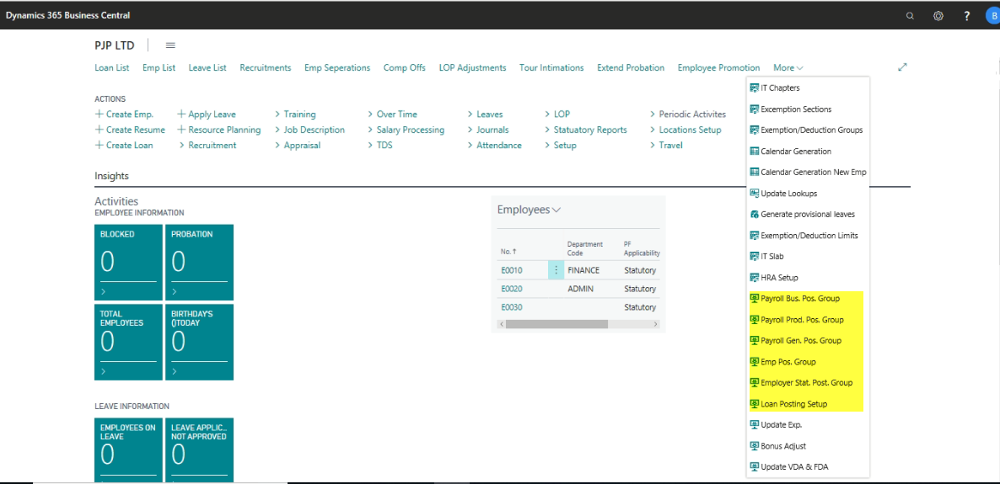 Dynamics 365 Business Central
?
B
PJP LTD
Loan List Emp List Leave List Recruitments Emp Seperations Comp Offs LOP Adjustments Tour Intimations Extend Probation Employee Promotion More
ACTIONS
+ Create Emp. + Apply Leave > Training > Over Time > Leaves > LOP > Periodic Activites
+ Create Resume + Resource Planning > Job Description > Salary Processing > Journals > Statuatory Reports > Locations Setup
+ Create Loan > Recruitment > Appraisal > TDS > Attendance > Setup > Travel
IT Chapters
Excemption Sections
Exemption/Deduction Groups
Calendar Generation
Calendar Generation New Emp
Update Lookups
Generate provisional leaves
Exemption/Deduction Limits
IT Slab
HRA Setup
Payroll Bus. Pos. Group
Payroll Prod. Pos. Group
Payroll Gen. Pos. Group
Emp Pos. Group
Employer Stat. Post. Group
Loan Posting Setup
Update Exp.
Bonus Adjust
Update VDA & FDA
Insights
Activities
EMPLOYEE INFORMATION
BLOCKED
0
>
PROBATION
0
>
TOTAL
EMPLOYEES
0
>
BIRTHDAY'S
()TODAY
0
>
Employees
No. ↑ Department Code PF Applicability
E0010 FINANCE Statutory
E0020 ADMIN Statutory
E0030 Statutory
LEAVE INFORMATION
EMPLOYEES ON
LEAVE
0
LEAVE APPLIC...
NOT APPROVED
0